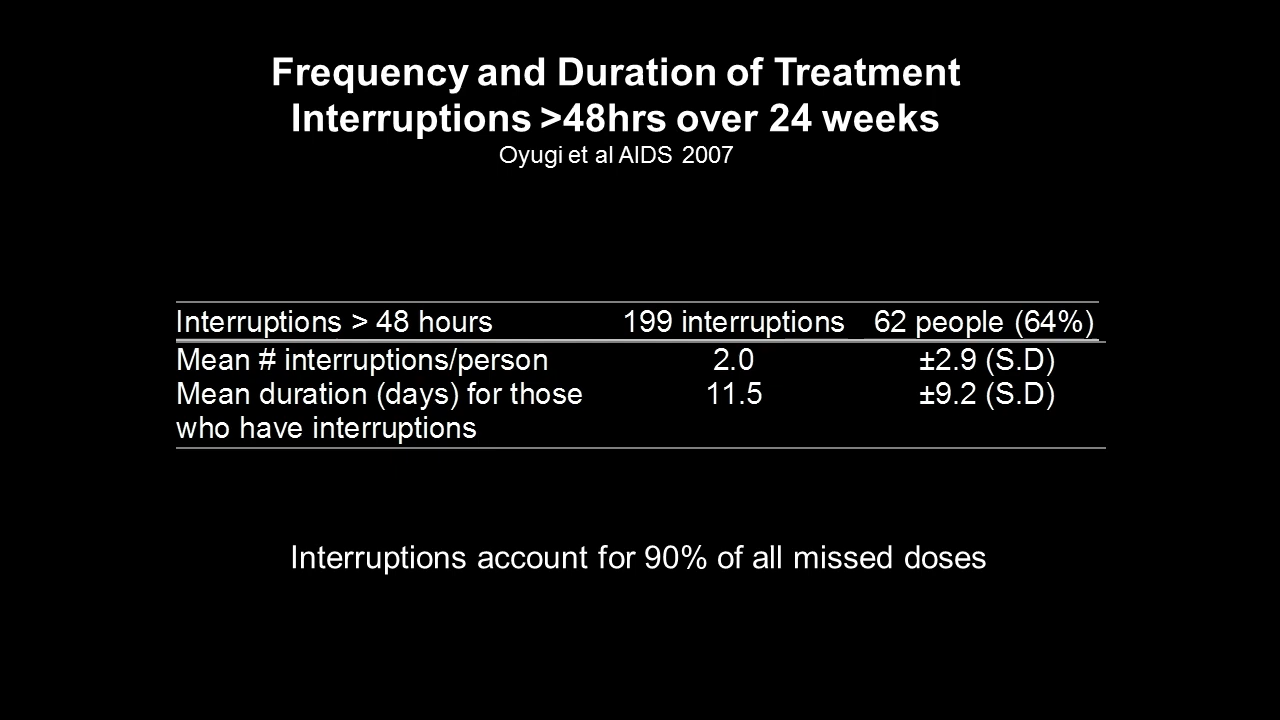 Frequency and Duration of Treatment
Interruptions >48hrs over 24 weeks
Oyugi et al AIDS 2007
Interruptions > 48 hours 199 interruptions 62 people (64%)
Mean # interruptions/person 2.0 ±2.9 (S.D)
Mean duration (days) for those 11.5 ±9.2 (S.D)
who have interruptions
Interruptions account for 90% of all missed doses